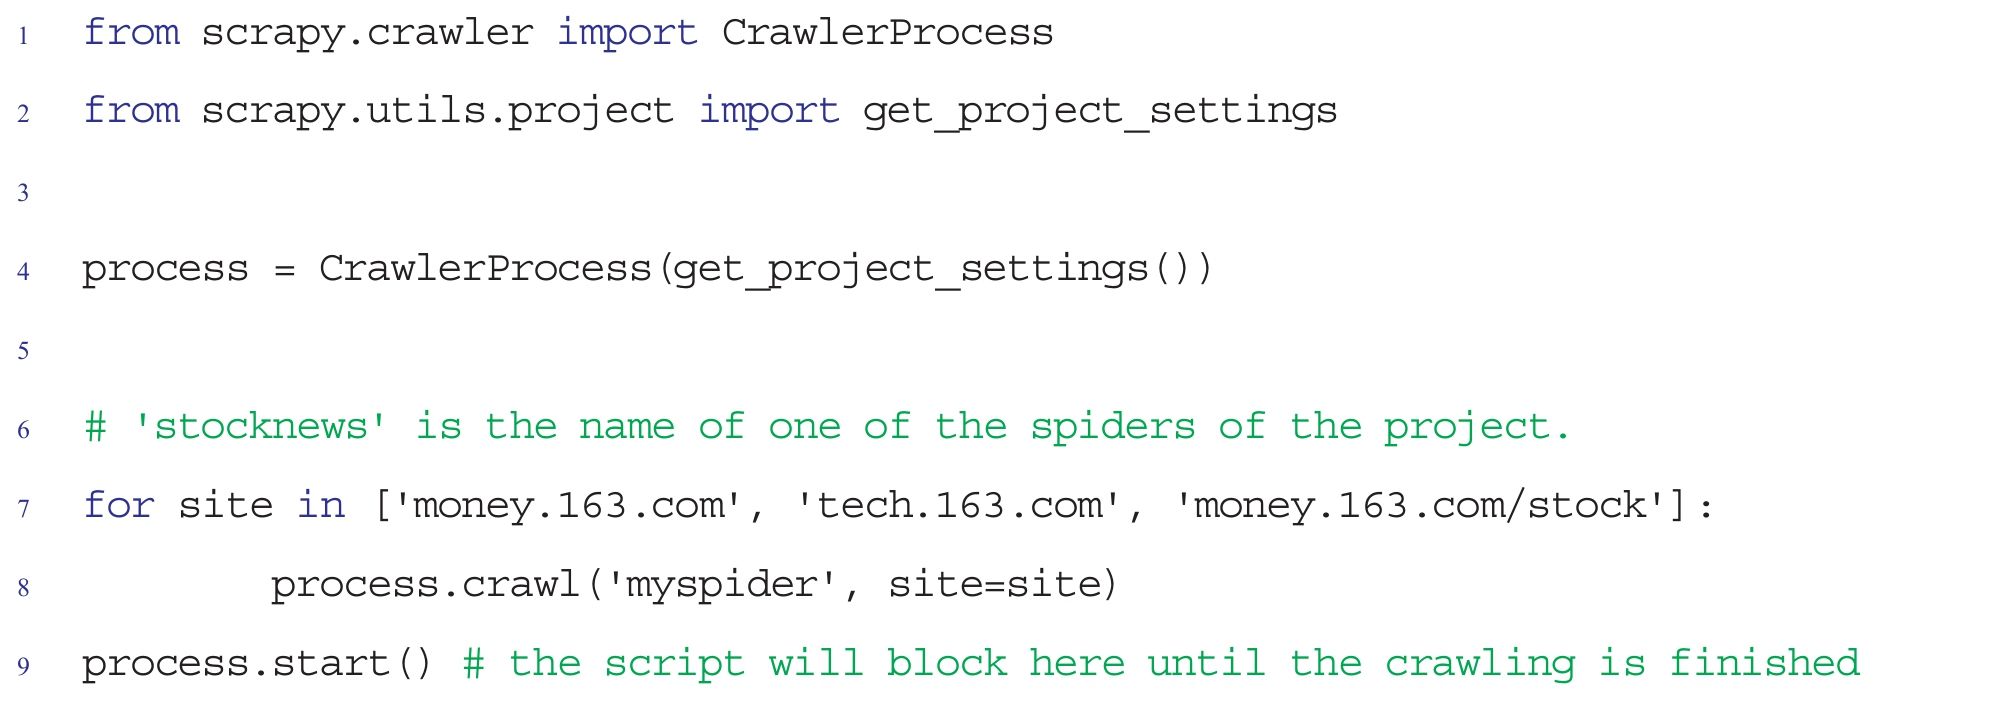 1 from scrapy.crawler import CrawlerProcess
2 from scrapy.utils.project import get_project_settings
3
4 process = CrawlerProcess(get_project_settings())
5
6 # 'stocknews' is the name of one of the spiders of the project.
7 for site in ['money.163.com', 'tech.163.com', 'money.163.com/stock']:
8         process.crawl('myspider', site=site)
9 process.start() # the script will block here until the crawling is finished